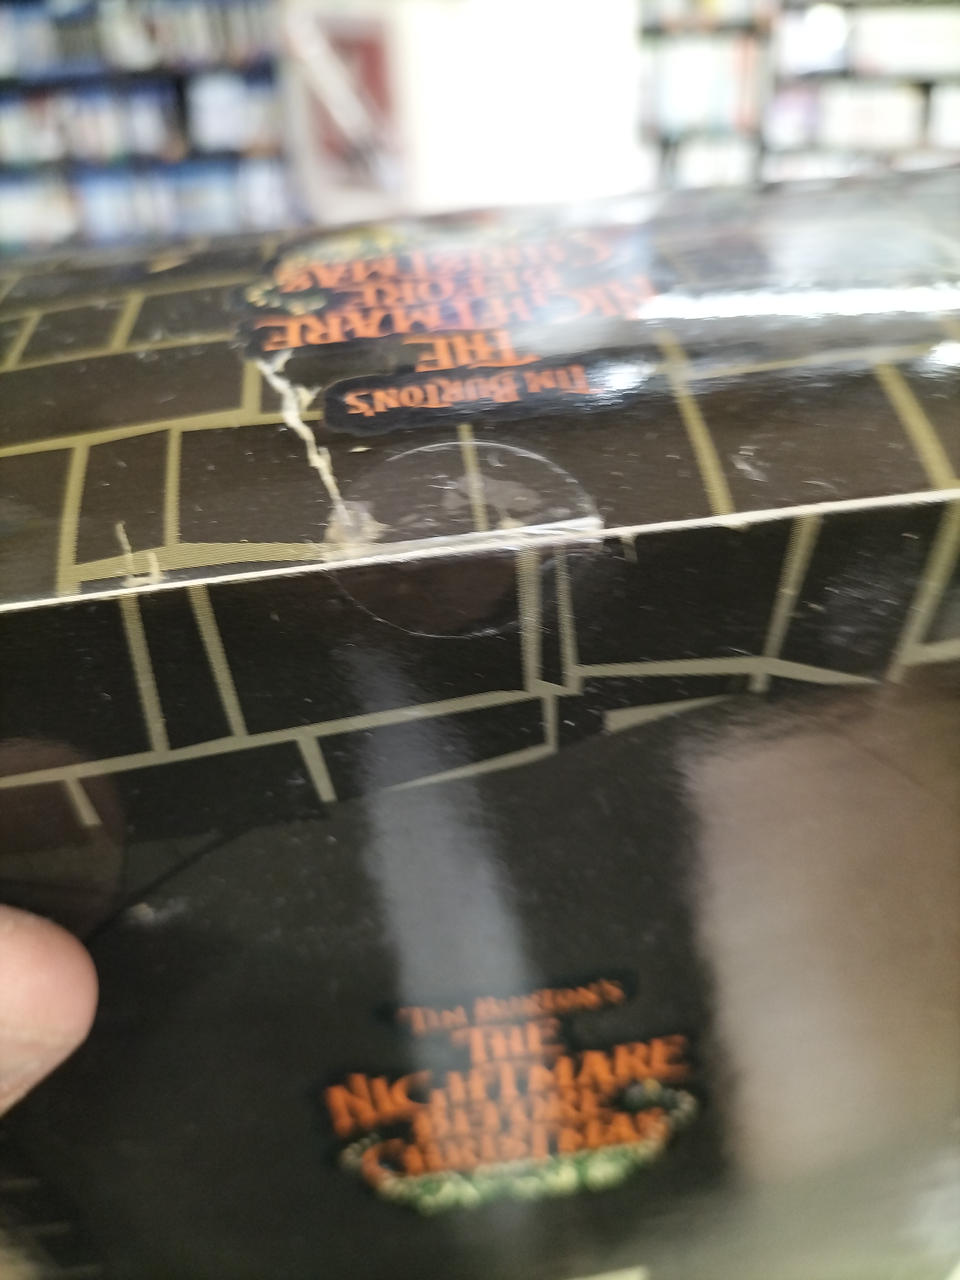 TIM BURTON'S
THE
NIGHTMARE
BEFORE
CHRISTMAS
TIM BURTON'S
THE
NIGHTMARE
BEFORE
CHRISTMAS